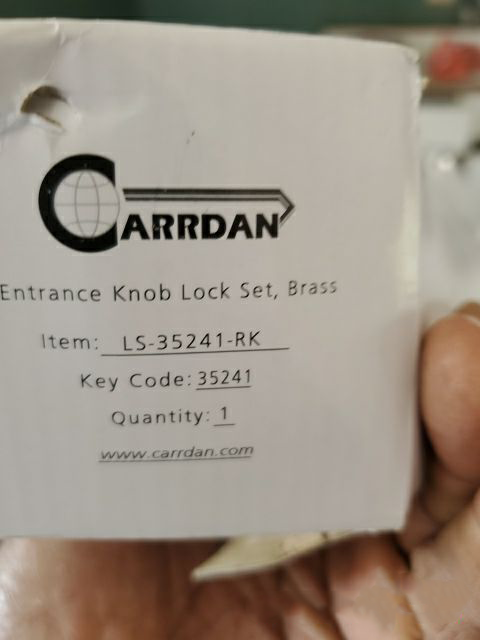 CARRDAN
Entrance Knob Lock Set, Brass
Item: LS-35241-RK
Key Code: 35241
Quantity: 1
www.carrdan.com